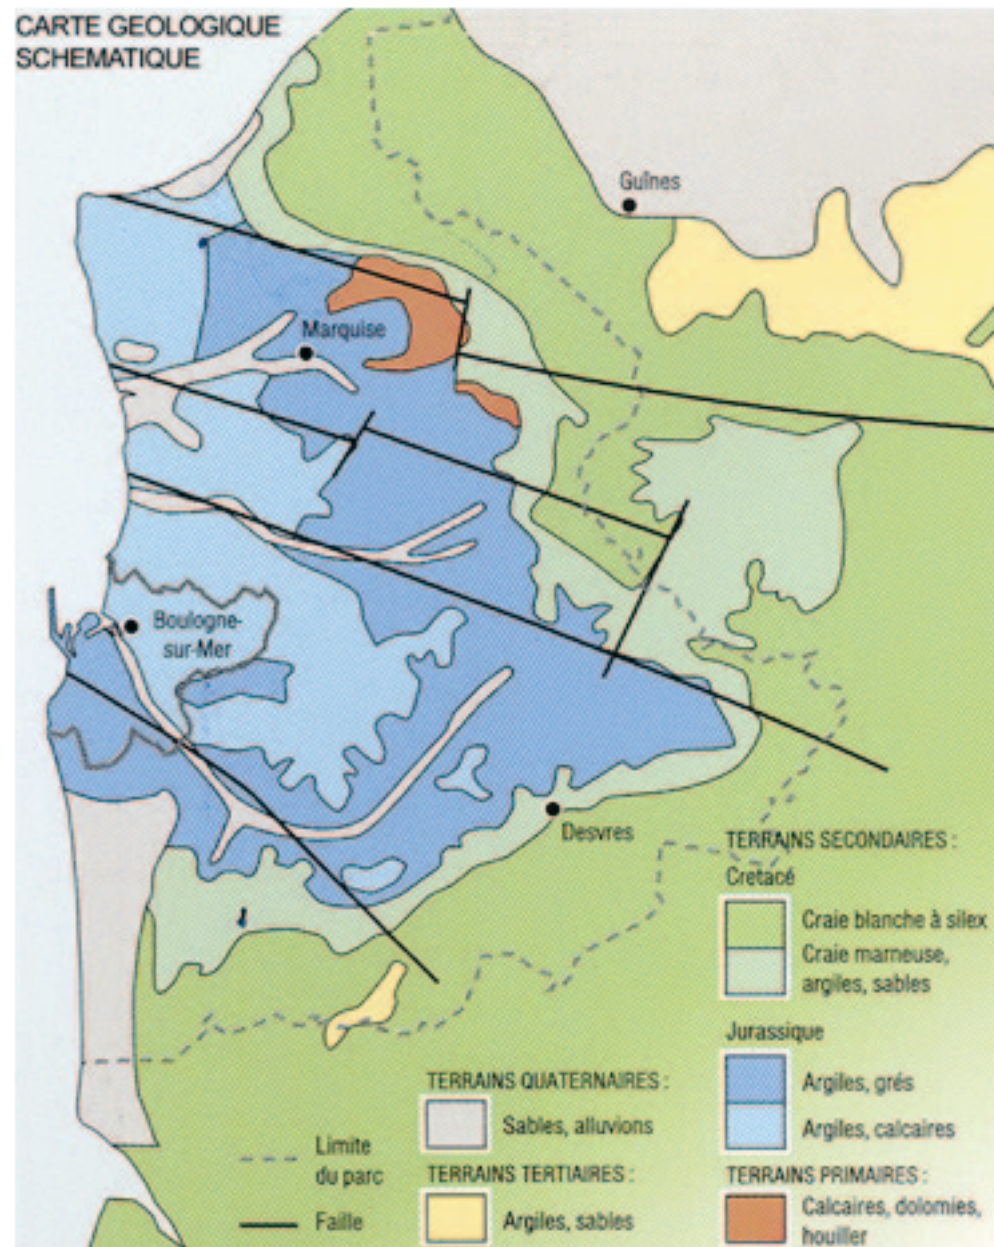 CARTE GEOLOGIQUE
SCHEMATIQUE
Guînes
Marquise
Boulogne-
sur-Mer
Desvres
TERRAINS SECONDAIRES :
Cretacé
Craie blanche à silex
Craie marneuse,
argiles, sables
Jurassique
Argiles, grés
Argiles, calcaires
TERRAINS PRIMAIRES :
Calcaires, dolomies,
houiller
TERRAINS QUATERNAIRES :
Sables, alluvions
TERRAINS TERTIAIRES :
Argiles, sables
Limite
du parc
Faille